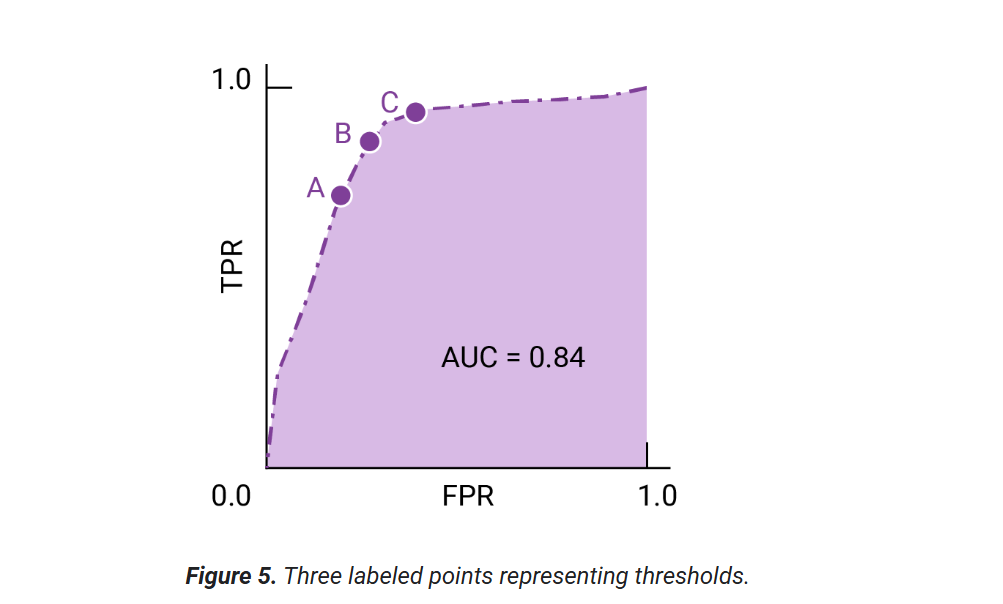 1.0
C
B
A
TPR
AUC = 0.84
0.0 FPR 1.0
Figure 5. Three labeled points representing thresholds.